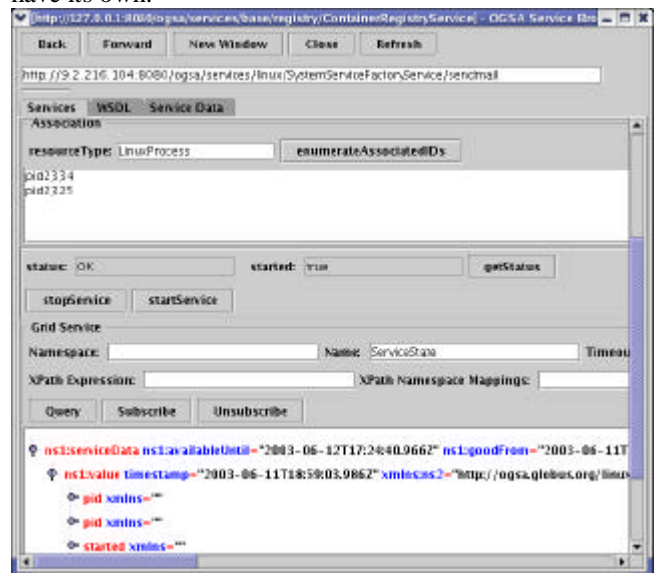 have its own.
[http://127.0.0.1:8080/ogsa/services/base/registry/ContainerRegistryService] - OGSA Service Bro
Back Forward New Window Close Refresh
http://9.2.216.104:8080/ogsa/services/linux/SystemServiceFactoryService/sendmail
Services WSDL Service Data
Association
resourceType: LinuxProcess enumerateAssociatedIDs
pid2334
pid2325
status: OK started: true getStatus
stopService startService
Grid Service
Namespace: Name: ServiceState Timeou
XPath Expression: XPath Namespace Mappings:
Query Subscribe Unsubscribe
ns1:serviceData ns1:availableUntil="2003-06-12T17:24:40.966Z" ns1:goodFrom="2003-06-11T
ns1:value timestamp="2003-06-11T18:59:03.986Z" xmlns:ns2="http://ogsa.globus.org/linux
pid xmlns=""
pid xmlns=""
started xmlns=""